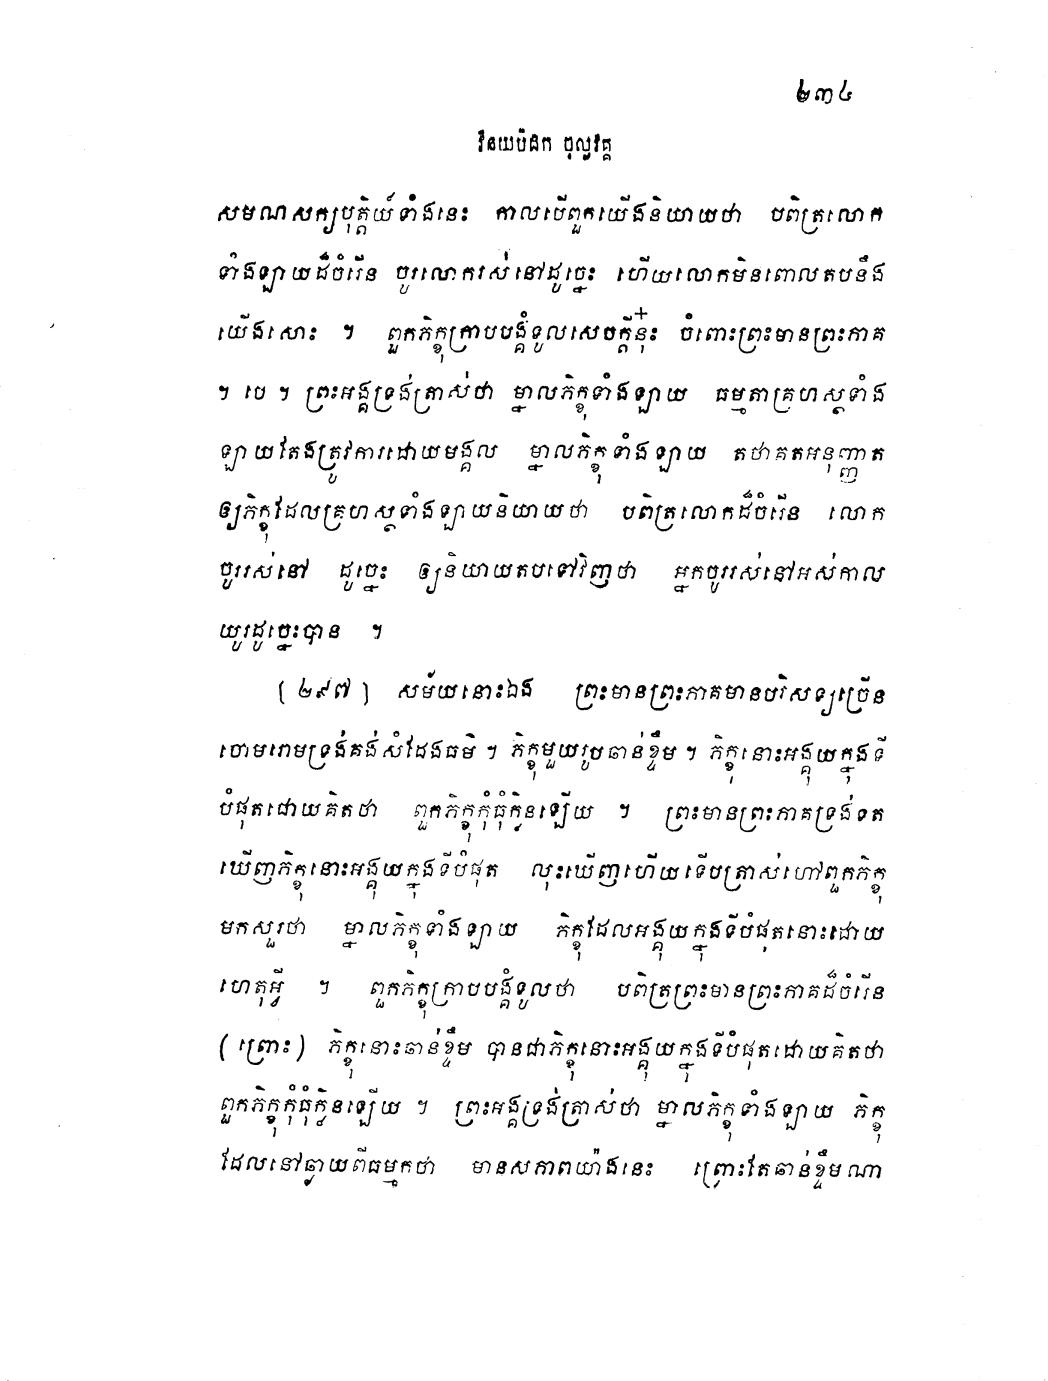 ២៣៤
វិនយបិដក ចុល្លវគ្គ
សមណសក្យបុត្តិយ៍ទាំងនេះ កាលបើពួកយើងនិយាយថា បពិត្រលោក
ទាំងឡាយដ៏ចំរើន ចូរលោករស់នៅដូច្នេះ ហើយលោកមិនពោលតបនឹង
យើងសោះ ។ ពួកភិក្ខុក្រាបបង្គំទូលសេចក្តីនុ៎ះ ចំពោះព្រះមានព្រះភាគ
។ បេ ។ ព្រះអង្គទ្រង់ត្រាស់ថា ម្នាលភិក្ខុទាំងឡាយ ធម្មតាគ្រហស្ថទាំង
ឡាយតែងត្រូវការដោយមង្គល ម្នាលភិក្ខុទាំងឡាយ តថាគតអនុញ្ញាត
ឲ្យភិក្ខុដែលគ្រហស្ថទាំងឡាយនិយាយថា បពិត្រលោកដ៏ចំរើន លោក
ចូររស់នៅ ដូច្នេះ ឲ្យនិយាយតបទៅវិញថា អ្នកចូររស់នៅអស់កាល
យូរដូច្នេះបាន ។
(២៩៧) សម័យនោះឯង ព្រះមានព្រះភាគមានបរិសទ្យច្រើន
ចោមរោមទ្រង់គង់សំដែងធម៌ ។ ភិក្ខុមួយរូបឆាន់ខ្ទឹម ។ ភិក្ខុនោះអង្គុយក្នុងទី
បំផុតដោយគិតថា ពួកភិក្ខុកុំធុំក្លិនឡើយ ។ ព្រះមានព្រះភាគទ្រង់ទត
ឃើញភិក្ខុនោះអង្គុយក្នុងទីបំផុត លុះឃើញហើយទើបត្រាស់ហៅពួកភិក្ខុ
មកសួរថា ម្នាលភិក្ខុទាំងឡាយ ភិក្ខុដែលអង្គុយក្នុងទីបំផុតនោះដោយ
ហេតុអ្វី ។ ពួកភិក្ខុក្រាបបង្គំទូលថា បពិត្រព្រះមានព្រះភាគដ៏ចំរើន
(ព្រោះ) ភិក្ខុនោះឆាន់ខ្ទឹម បានជាភិក្ខុនោះអង្គុយក្នុងទីបំផុតដោយគិតថា
ពួកភិក្ខុកុំធុំក្លិនឡើយ ។ ព្រះអង្គទ្រង់ត្រាស់ថា ម្នាលភិក្ខុទាំងឡាយ ភិក្ខុ
ដែលនៅឆ្ងាយពីធម្មកថា មានសភាពយ៉ាងនេះ ព្រោះតែឆាន់ខ្ទឹមណា